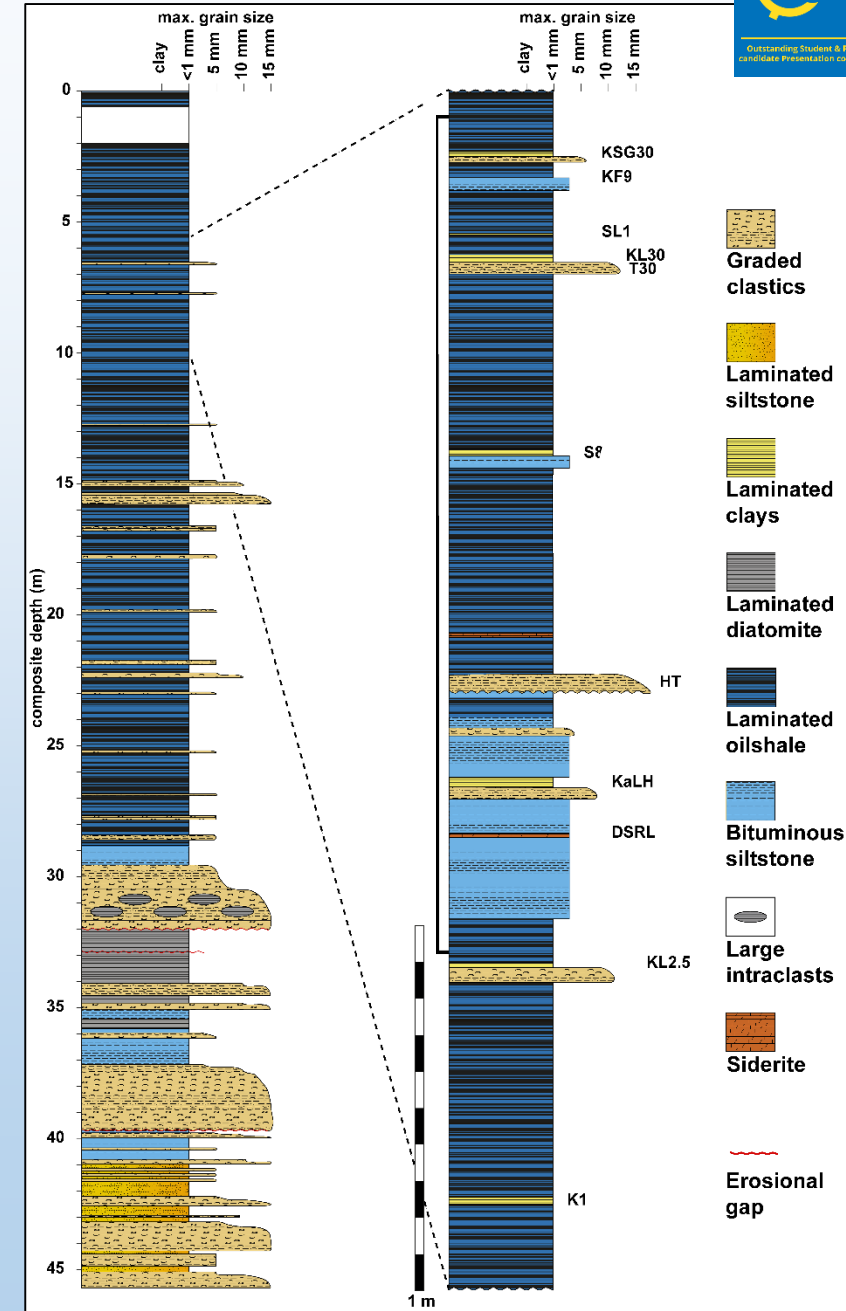 Outstanding Student & P
candidate Presentation co
max. grain size
clay
<1 mm
5 mm
10 mm
15 mm
composite depth (m)
0
5
10
15
20
25
30
35
40
45
max. grain size
clay
<1 mm
5 mm
10 mm
15 mm
KSG30
KF9
SL1
KL30
T30
S8
HT
KaLH
DSRL
KL2.5
K1
1 m
Graded
clastics
Laminated
siltstone
Laminated
clays
Laminated
diatomite
Laminated
oilshale
Bituminous
siltstone
Large
intraclasts
Siderite
Erosional
gap